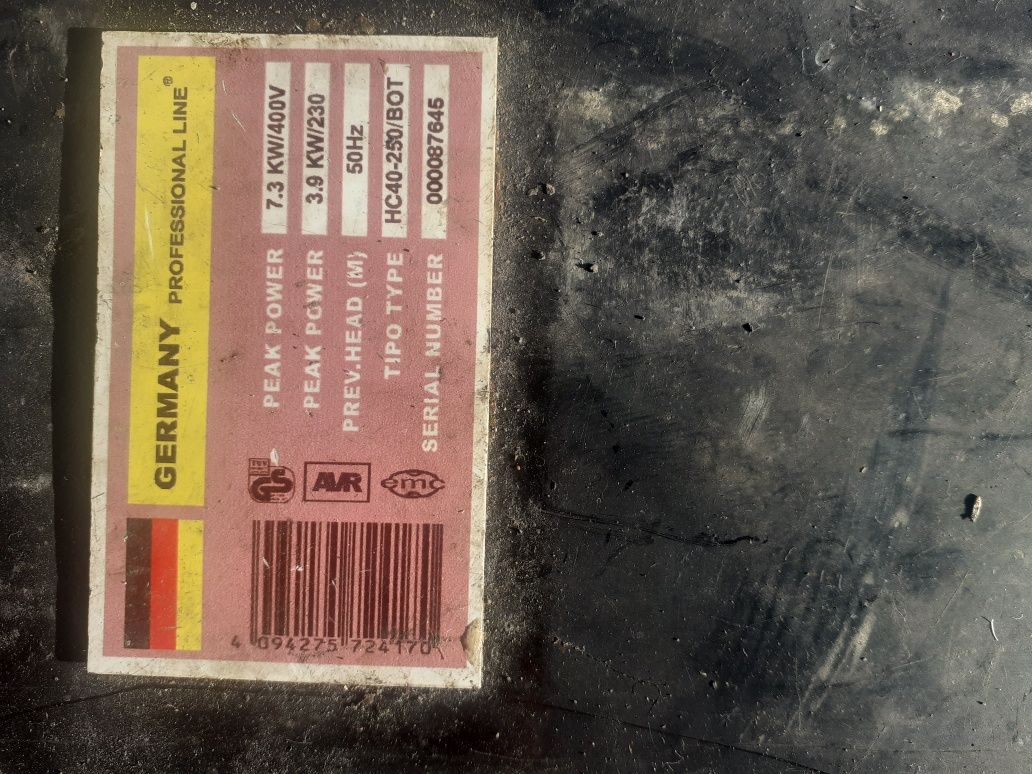 GERMANY PROFESSIONAL LINE®
PEAK POWER 7.3 KW/400V
PEAK POWER 3.9 KW/230
PREV.HEAD (M) 50Hz
TIPO TYPE HC40-250/BOT
SERIAL NUMBER 000087645
GS
AVR
emc
4 094275 724170